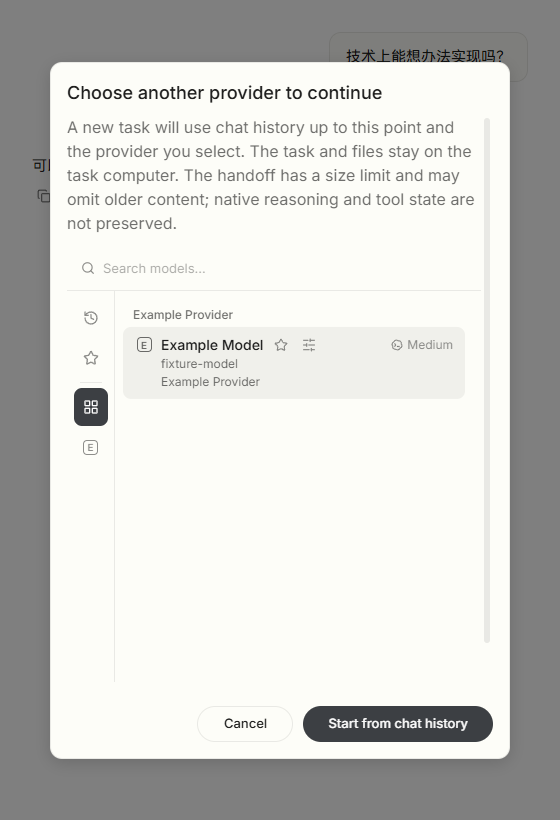 技术上能想办法实现吗？
Choose another provider to continue
A new task will use chat history up to this point and
the provider you select. The task and files stay on the
task computer. The handoff has a size limit and may
omit older content; native reasoning and tool state are
not preserved.
Search models...
Example Provider
E Example Model Medium
fixture-model
Example Provider
E
Cancel Start from chat history